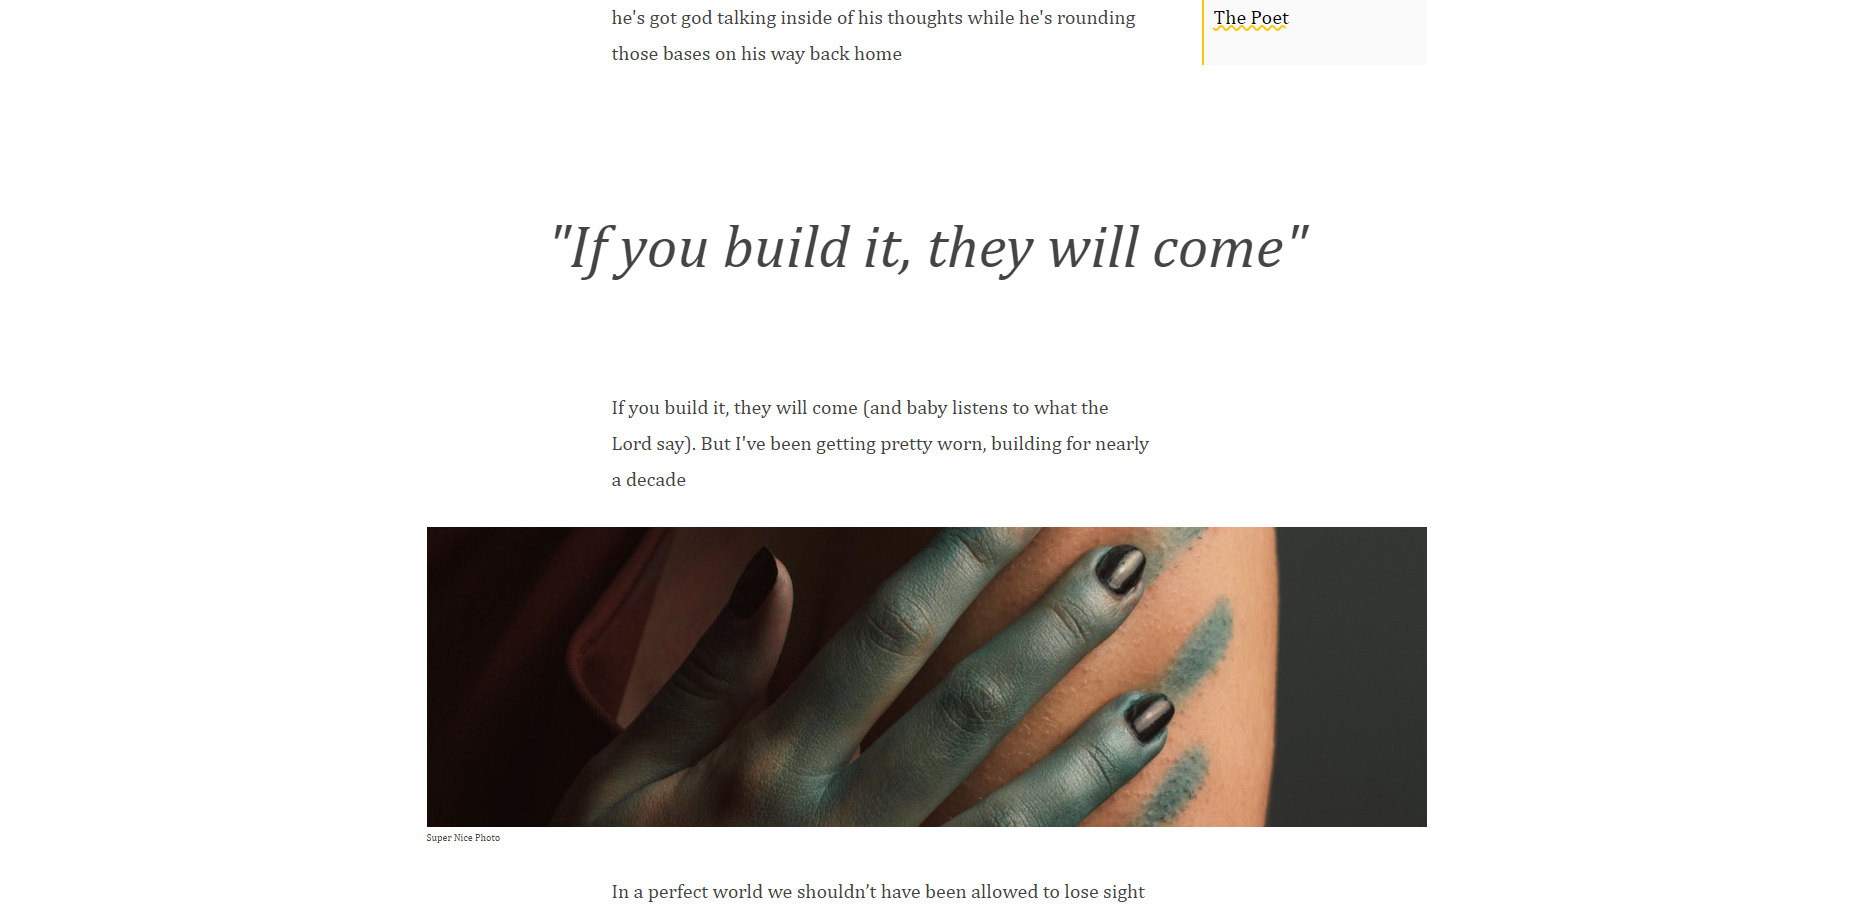 he's got god talking inside of his thoughts while he's rounding
those bases on his way back home
The Poet
"If you build it, they will come"
If you build it, they will come (and baby listens to what the
Lord say). But I've been getting pretty worn, building for nearly
a decade
Super Nice Photo
In a perfect world we shouldn’t have been allowed to lose sight